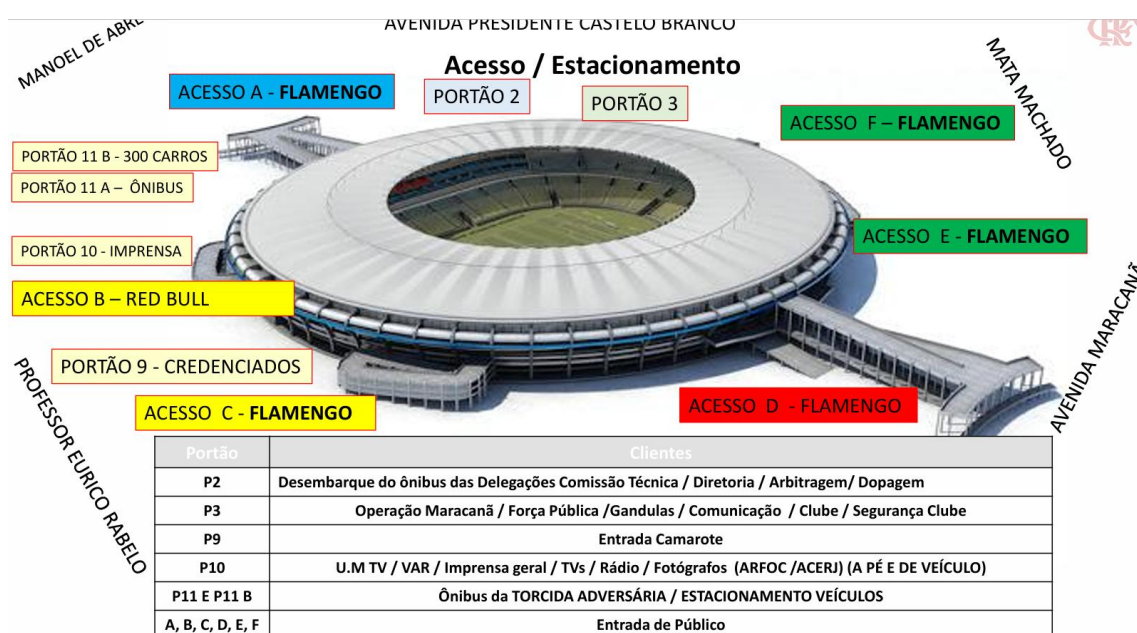 AVENIDA PRESIDENTE CASTELO BRANCO
MANOEL DE ABRE
Acesso / Estacionamento
MATA MACHADO
ACESSO A - FLAMENGO
PORTÃO 2
PORTÃO 3
ACESSO F – FLAMENGO
PORTÃO 11 B - 300 CARROS
PORTÃO 11 A – ÔNIBUS
PORTÃO 10 - IMPRENSA
ACESSO E - FLAMENGO
ACESSO B – RED BULL
AVENIDA MARACANÃ
PORTÃO 9 - CREDENCIADOS
PROFESSOR EURICO RABELO
ACESSO C - FLAMENGO
ACESSO D - FLAMENGO
Portão Clientes
P2 Desembarque do ônibus das Delegações Comissão Técnica / Diretoria / Arbitragem/ Dopagem
P3 Operação Maracanã / Força Pública /Gandulas / Comunicação / Clube / Segurança Clube
P9 Entrada Camarote
P10 U.M TV / VAR / Imprensa geral / TVs / Rádio / Fotógrafos (ARFOC /ACERJ) (A PÉ E DE VEÍCULO)
P11 E P11 B Ônibus da TORCIDA ADVERSÁRIA / ESTACIONAMENTO VEÍCULOS
A, B, C, D, E, F Entrada de Público